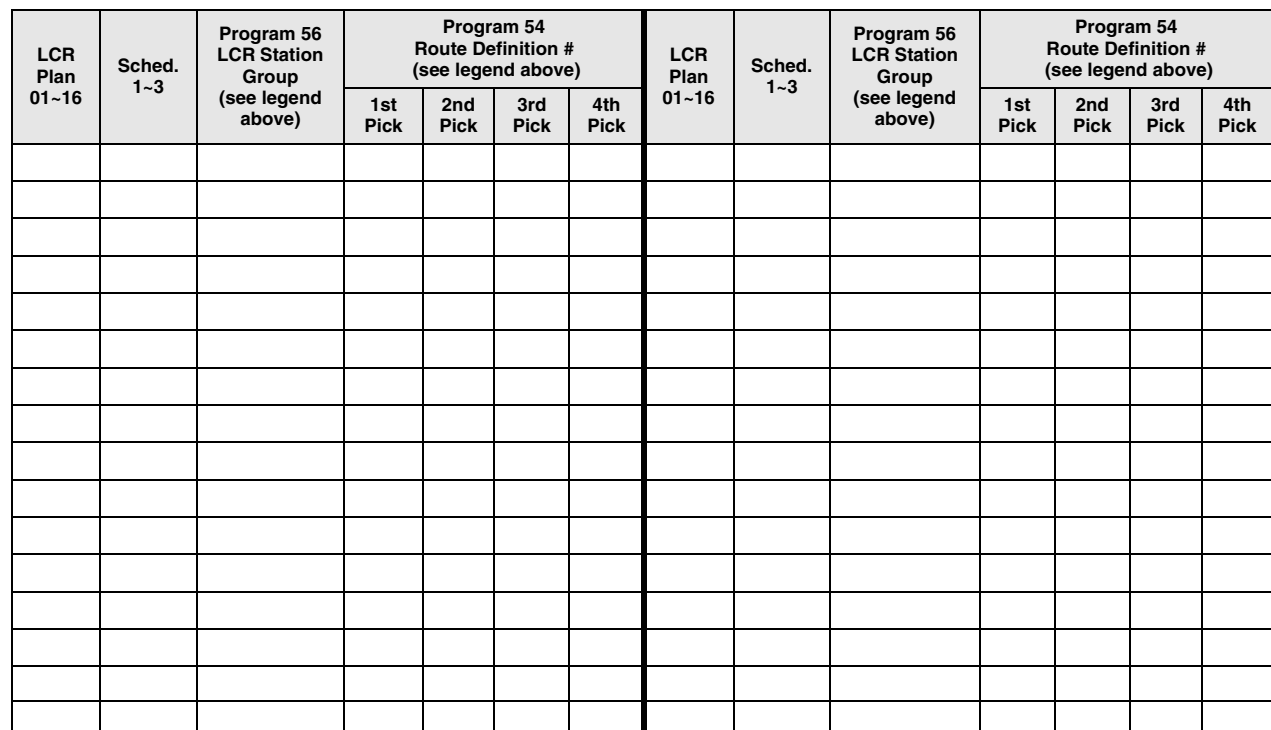 LCR
Plan
01~16
Sched.
1~3
Program 56
LCR Station
Group
(see legend
above)
Program 54
Route Definition #
(see legend above)
1st
Pick
2nd
Pick
3rd
Pick
4th
Pick
LCR
Plan
01~16
Sched.
1~3
Program 56
LCR Station
Group
(see legend
above)
Program 54
Route Definition #
(see legend above)
1st
Pick
2nd
Pick
3rd
Pick
4th
Pick